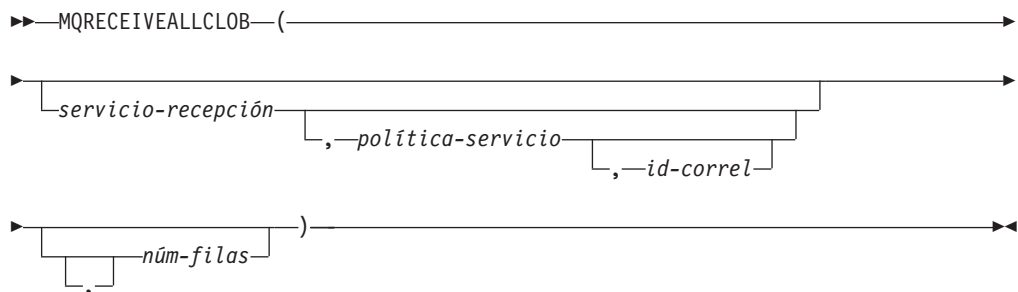 MQRECEIVEALLCLOB (
servicio-recepción
, política-servicio
, id-correl
)
núm-filas
,